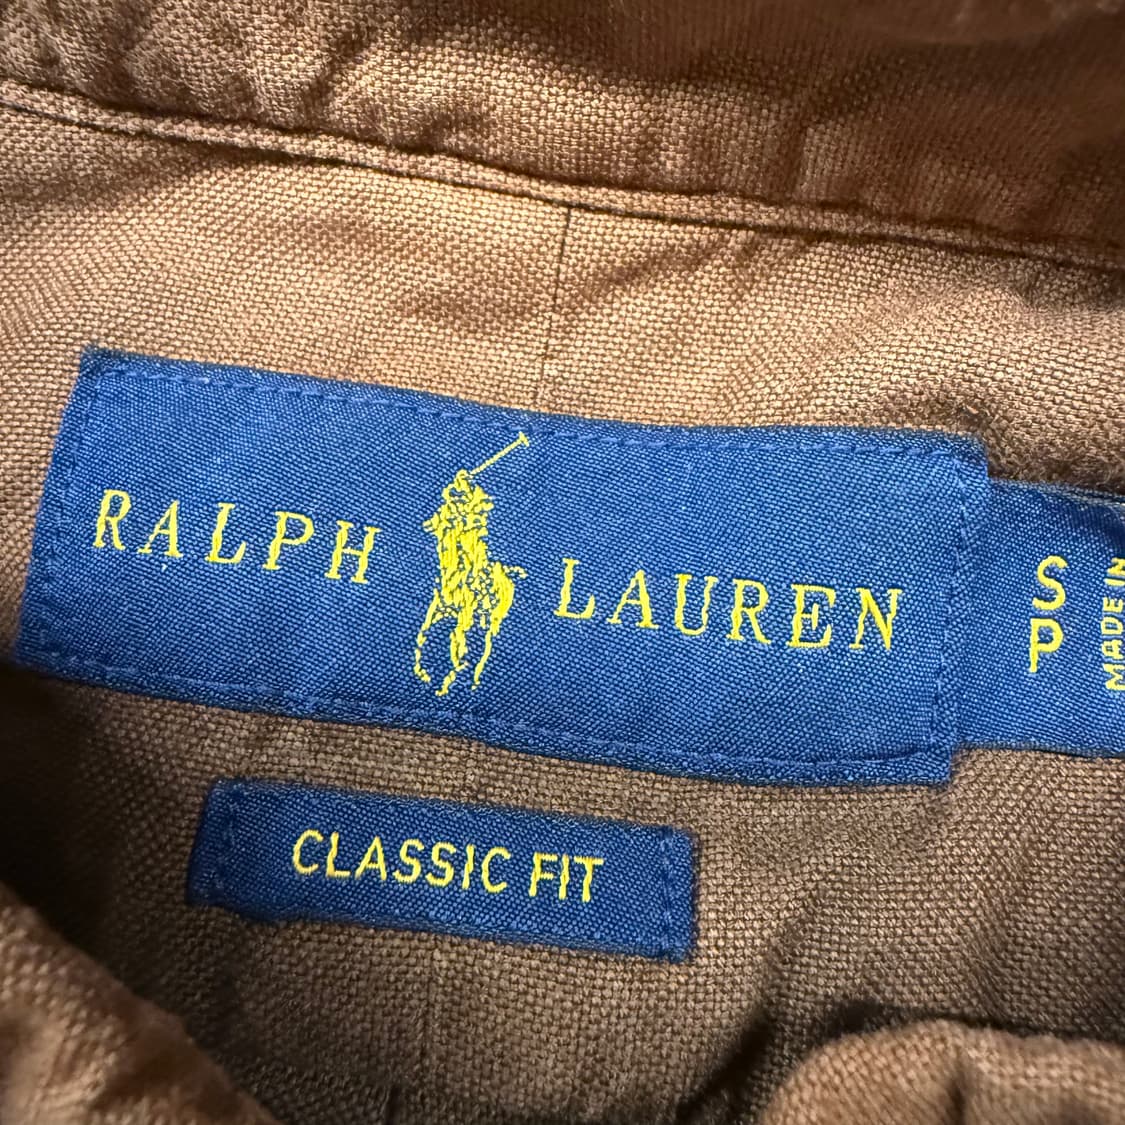 RALPH LAUREN
S
P
MADE IN
CLASSIC FIT